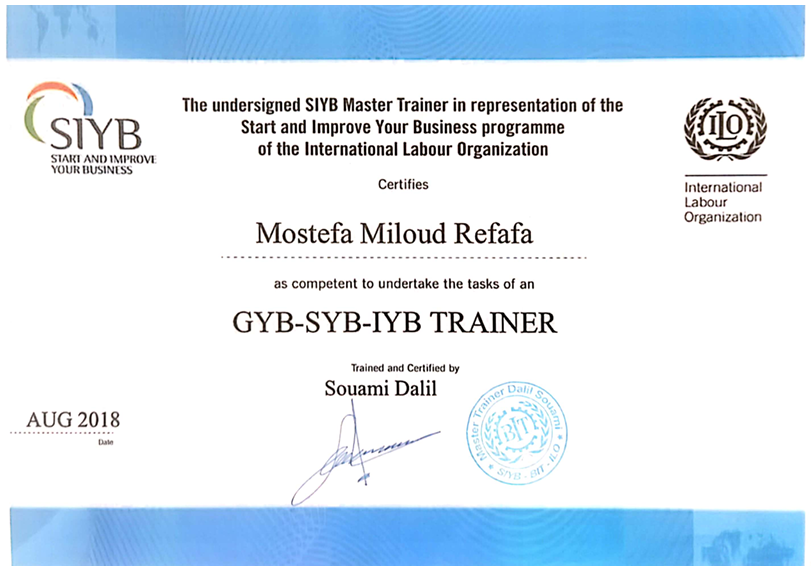 SIYB
START AND IMPROVE
YOUR BUSINESS
The undersigned SIYB Master Trainer in representation of the
Start and Improve Your Business programme
of the International Labour Organization
ILO
International
Labour
Organization
Certifies
Mostefa Miloud Refafa
as competent to undertake the tasks of an
GYB-SYB-IYB TRAINER
Trained and Certified by
Souami Dalil
AUG 2018
Date
Master Trainer Dalil Souami
BIT
SIYB - BIT - ILO